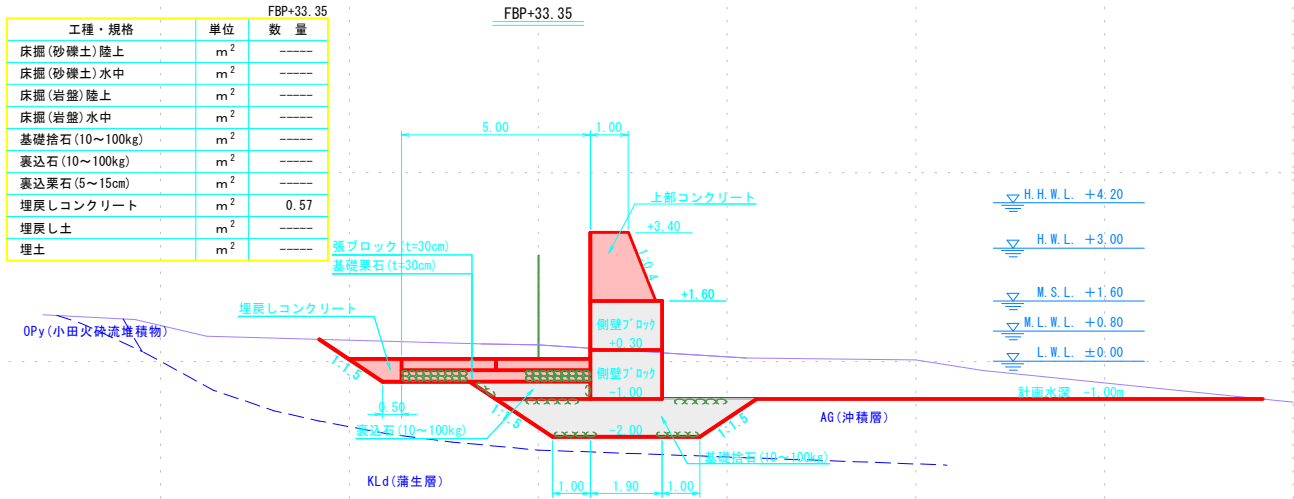 FBP+33.35
FBP+33.35
工種・規格 単位 数 量
床掘(砂礫土)陸上 m² -----
床掘(砂礫土)水中 m² -----
床掘(岩盤)陸上 m² -----
床掘(岩盤)水中 m² -----
基礎捨石(10～100kg) m² -----
裏込石(10～100kg) m² -----
裏込栗石(5～15cm) m² -----
埋戻しコンクリート m² 0.57
埋戻し土 m² -----
埋土 m² -----
5.00
1.00
上部コンクリート
H.H.W.L. +4.20
+3.40
張ブロック(t=30cm)
基礎栗石(t=30cm)
1:0.4
H.W.L. +3.00
+1.60
M.S.L. +1.60
埋戻しコンクリート
OPy(小田火砕流堆積物)
側壁ブロック
+0.30
M.L.W.L. +0.80
L.W.L. ±0.00
1:1.5
側壁ブロック
-1.00
計画水深 -1.00m
0.50
1:1.5
裏込石(10～100kg)
-2.00
1:1.5
AG(沖積層)
基礎捨石(10～100kg)
KLd(蒲生層)
1.00
1.90
1.00